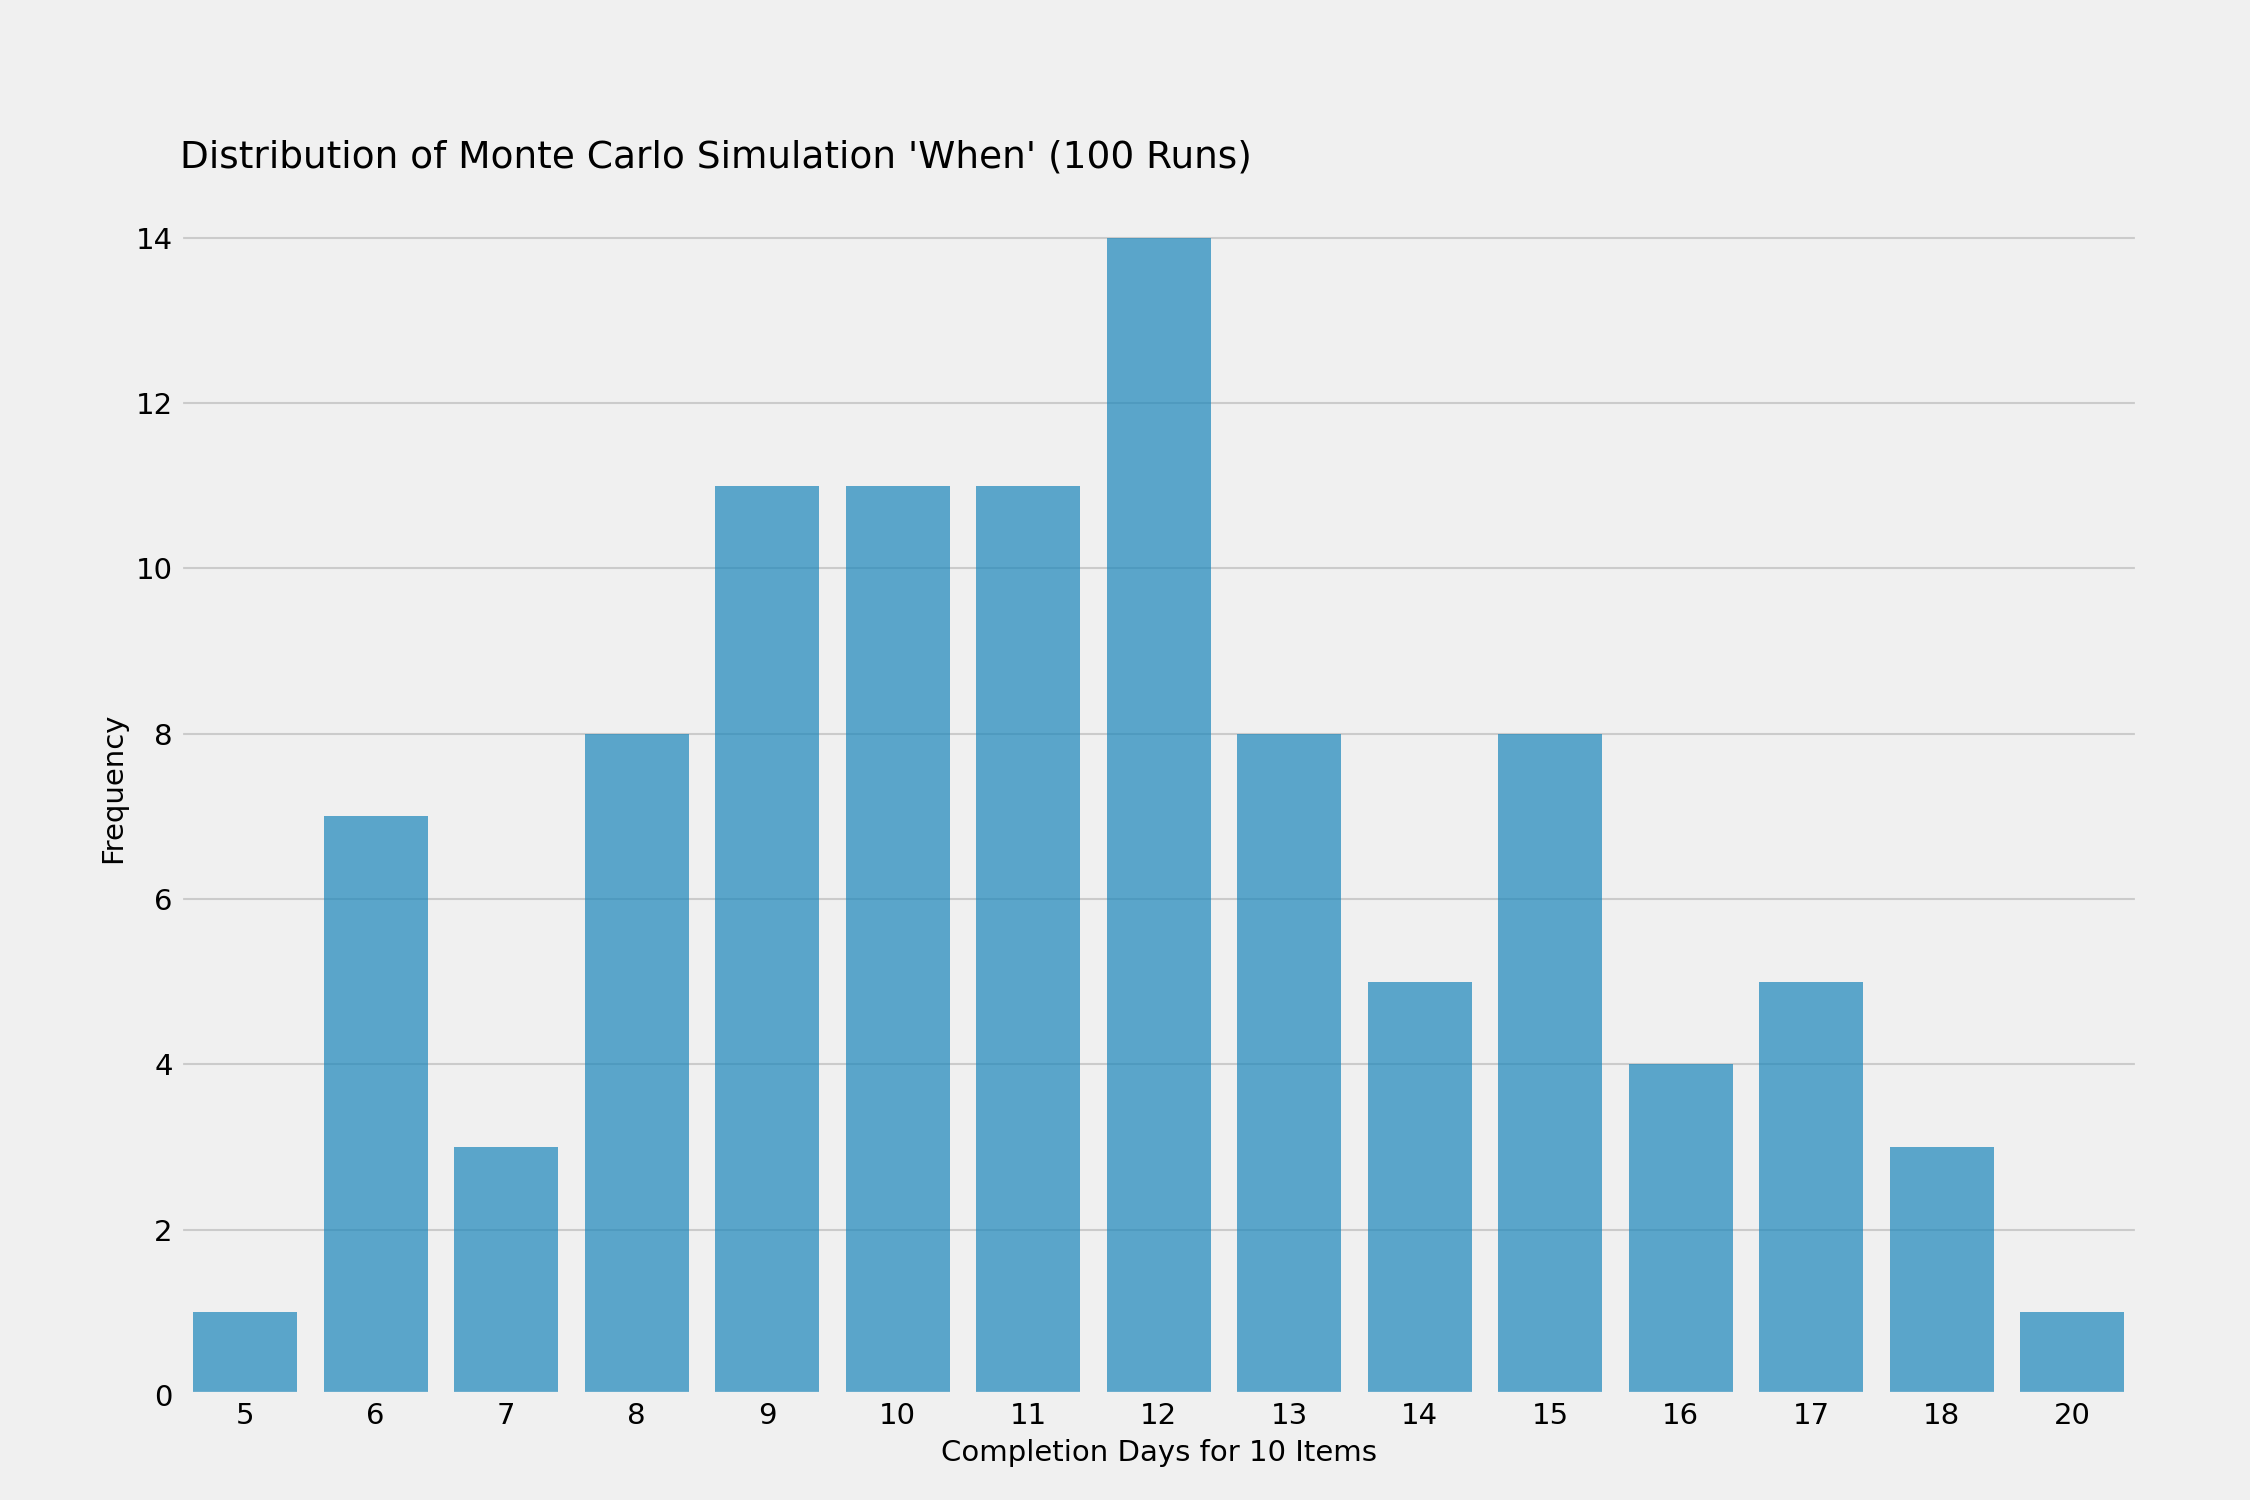 Distribution of Monte Carlo Simulation 'When' (100 Runs)
14
12
10
8
6
4
2
0
Frequency
5 6 7 8 9 10 11 12 13 14 15 16 17 18 20
Completion Days for 10 Items